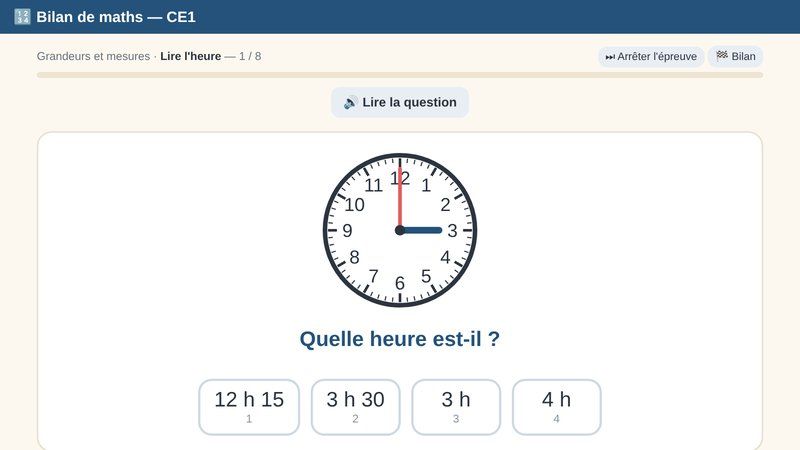 🔢 Bilan de maths — CE1
Grandeurs et mesures · Lire l'heure — 1 / 8
⏭ Arrêter l'épreuve
🏁 Bilan
🔊 Lire la question
12
1
2
3
4
5
6
7
8
9
10
11
Quelle heure est-il ?
12 h 15
1
3 h 30
2
3 h
3
4 h
4